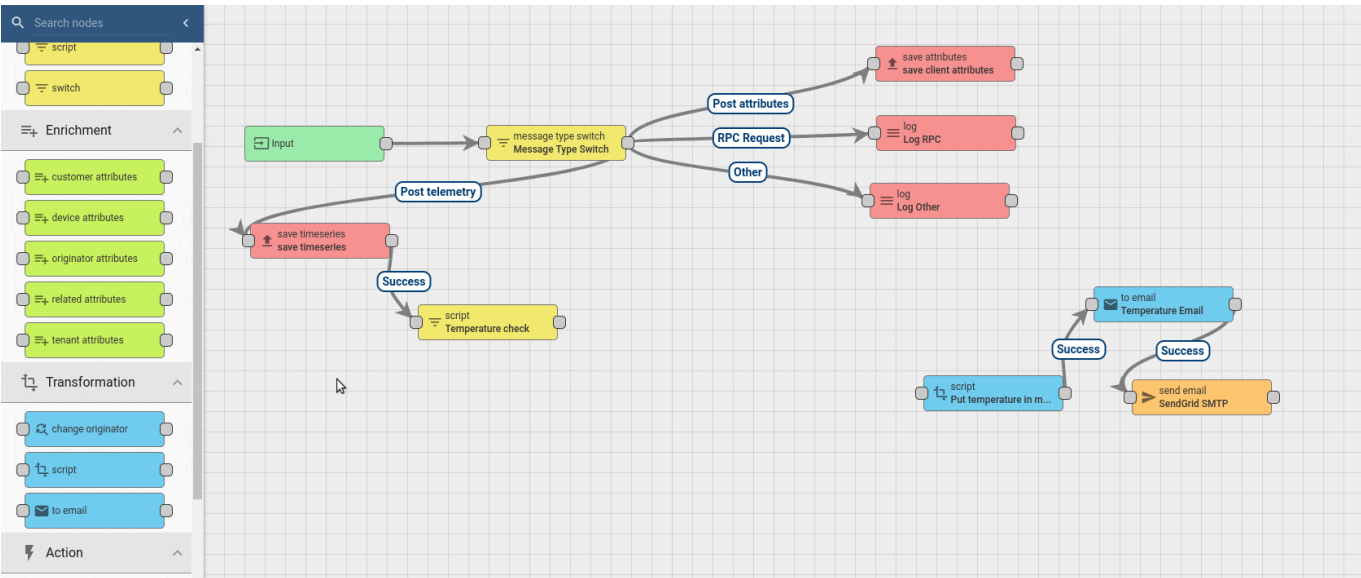 Search nodes
script
switch
Enrichment
customer attributes
device attributes
originator attributes
related attributes
tenant attributes
Transformation
change originator
script
to email
Action
Input
message type switch
Message Type Switch
Post attributes
RPC Request
Other
Post telemetry
save attributes
save client attributes
log
Log RPC
log
Log Other
save timeseries
save timeseries
Success
script
Temperature check
to email
Temperature Email
Success
Success
script
Put temperature in m...
send email
SendGrid SMTP